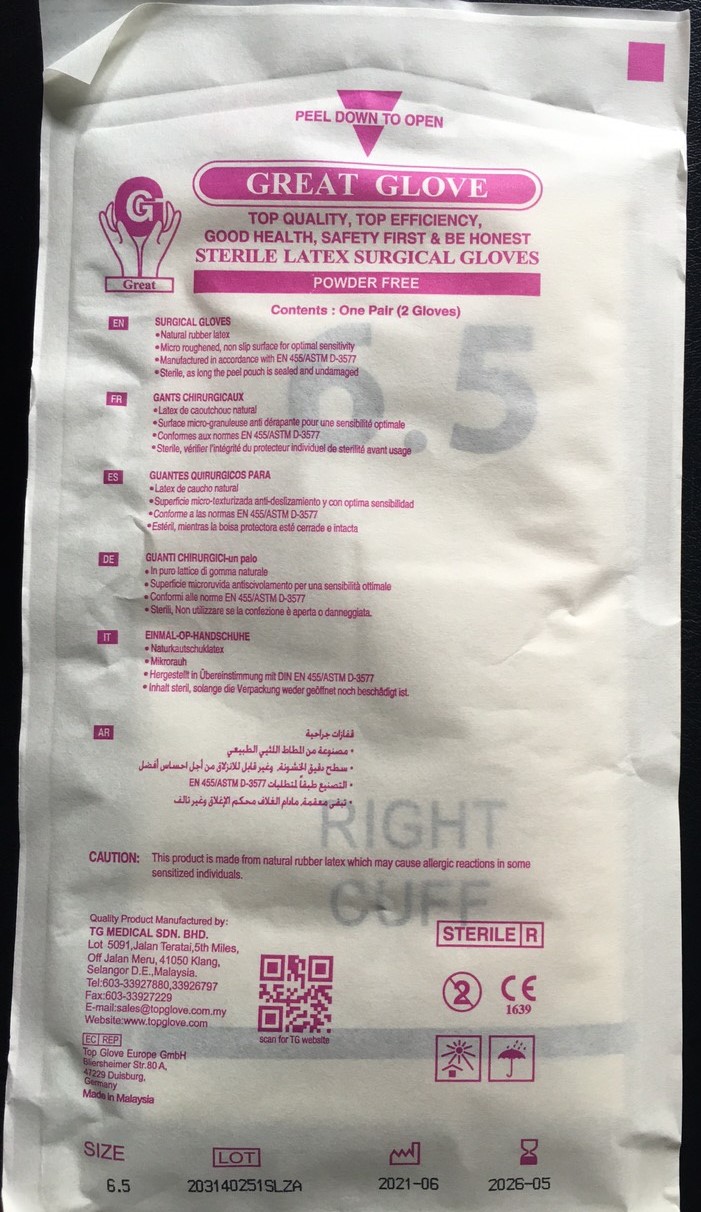 PEEL DOWN TO OPEN
G
Great
GREAT GLOVE
TOP QUALITY, TOP EFFICIENCY,
GOOD HEALTH, SAFETY FIRST & BE HONEST
STERILE LATEX SURGICAL GLOVES
POWDER FREE
Contents : One Pair (2 Gloves)
6.5
EN SURGICAL GLOVES
• Natural rubber latex
• Micro roughened, non slip surface for optimal sensitivity
• Manufactured in accordance with EN 455/ASTM D-3577
• Sterile, as long the peel pouch is sealed and undamaged
FR GANTS CHIRURGICAUX
• Latex de caoutchouc natural
• Surface micro-granuleuse anti dérapante pour une sensibilité optimale
• Conformes aux normes EN 455/ASTM D-3577
• Sterile, vérifier l'intégrité du protecteur individuel de sterilité avant usage
ES GUANTES QUIRURGICOS PARA
• Latex de caucho natural
• Superficie micro-texturizada anti-deslizamiento y con optima sensibilidad
• Conforme a las normas EN 455/ASTM D-3577
• Estéril, mientras la boisa protectora esté cerrade e intacta
DE GUANTI CHIRURGICI-un palo
• In puro lattice di gomma naturale
• Superficie microruvida antiscivolamento per una sensibilità ottimale
• Conformi alle norme EN 455/ASTM D-3577
• Sterili, Non utilizzare se la confezione è aperta o danneggiata.
IT EINMAL-OP-HANDSCHUHE
• Naturkautschuklatex
• Mikrorauh
• Hergestellt in Übereinstimmung mit DIN EN 455/ASTM D-3577
• Inhalt steril, solange die Verpackung weder geöffnet noch beschädigt ist.
AR قفازات جراحية
• مصنوعة من المطاط اللثيي الطبيعي
• سطح دقيق الخشونة، وغير قابل للانزلاق من أجل احساس أفضل
• التصنيع طبقاً لمتطلبات EN 455/ASTM D-3577
• تبقى معقمة، مادام الغلاف محكم الإغلاق وغير تالف
RIGHT
CUFF
CAUTION: This product is made from natural rubber latex which may cause allergic reactions in some
sensitized individuals.
Quality Product Manufactured by:
TG MEDICAL SDN. BHD.
Lot 5091,Jalan Teratai,5th Miles,
Off Jalan Meru, 41050 Klang,
Selangor D.E.,Malaysia.
Tel:603-33927880,33926797
Fax:603-33927229
E-mail:sales@topglove.com.my
Website:www.topglove.com
scan for TG website
STERILE R
2
CE
1639
EC REP
Top Glove Europe GmbH
Bliersheimer Str.80 A,
47229 Duisburg,
Germany
Made in Malaysia
SIZE LOT
6.5 203140251SLZA 2021-06 2026-05